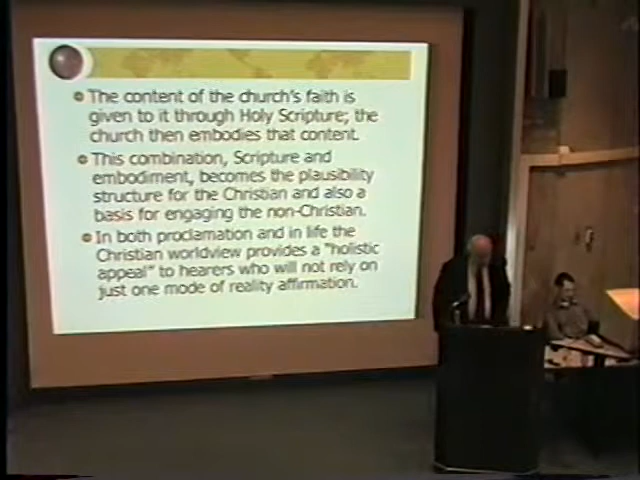 The content of the church's faith is
given to it through Holy Scripture; the
church then embodies that content.
This combination, Scripture and
embodiment, becomes the plausibility
structure for the Christian and also a
basis for engaging the non-Christian.
In both proclamation and in life the
Christian worldview provides a "holistic
appeal" to hearers who will not rely on
just one mode of reality affirmation.